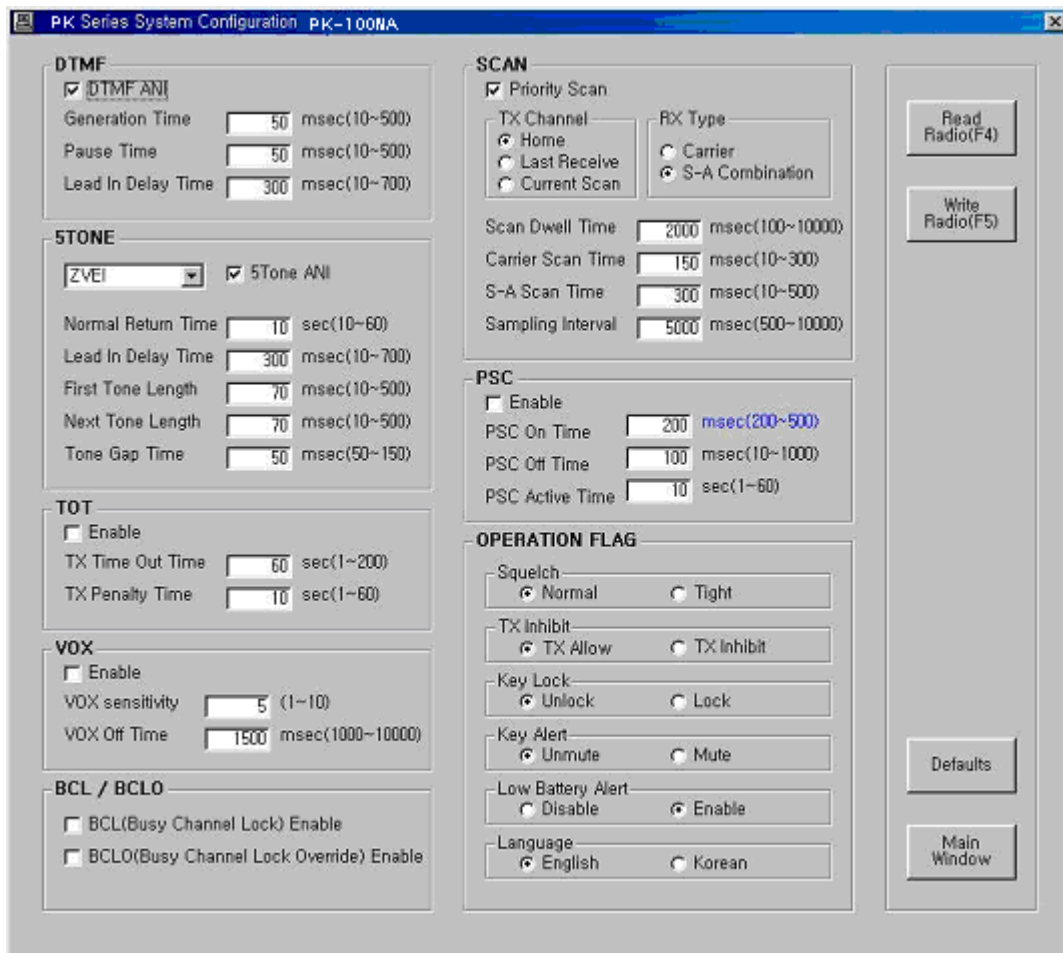 PK Series System Configuration PK-100NA
DTMF
DTMF ANI
Generation Time 50 msec(10~500)
Pause Time 50 msec(10~500)
Lead In Delay Time 300 msec(10~700)
5TONE
ZVEI 5Tone ANI
Normal Return Time 10 sec(10~60)
Lead In Delay Time 300 msec(10~700)
First Tone Length 70 msec(10~500)
Next Tone Length 70 msec(10~500)
Tone Gap Time 50 msec(50~150)
TOT
Enable
TX Time Out Time 60 sec(1~200)
TX Penalty Time 10 sec(1~60)
VOX
Enable
VOX sensitivity 5 (1~10)
VOX Off Time 1500 msec(1000~10000)
BCL / BCLO
BCL(Busy Channel Lock) Enable
BCLO(Busy Channel Lock Override) Enable
SCAN
Priority Scan
TX Channel
Home
Last Receive
Current Scan
RX Type
Carrier
S-A Combination
Scan Dwell Time 2000 msec(100~10000)
Carrier Scan Time 150 msec(10~300)
S-A Scan Time 300 msec(10~500)
Sampling Interval 5000 msec(500~10000)
PSC
Enable
PSC On Time 200 msec(200~500)
PSC Off Time 100 msec(10~1000)
PSC Active Time 10 sec(1~60)
OPERATION FLAG
Squelch
Normal Tight
TX Inhibit
TX Allow TX Inhibit
Key Lock
Unlock Lock
Key Alert
Unmute Mute
Low Battery Alert
Disable Enable
Language
English Korean
Read
Radio(F4)
Write
Radio(F5)
Defaults
Main
Window